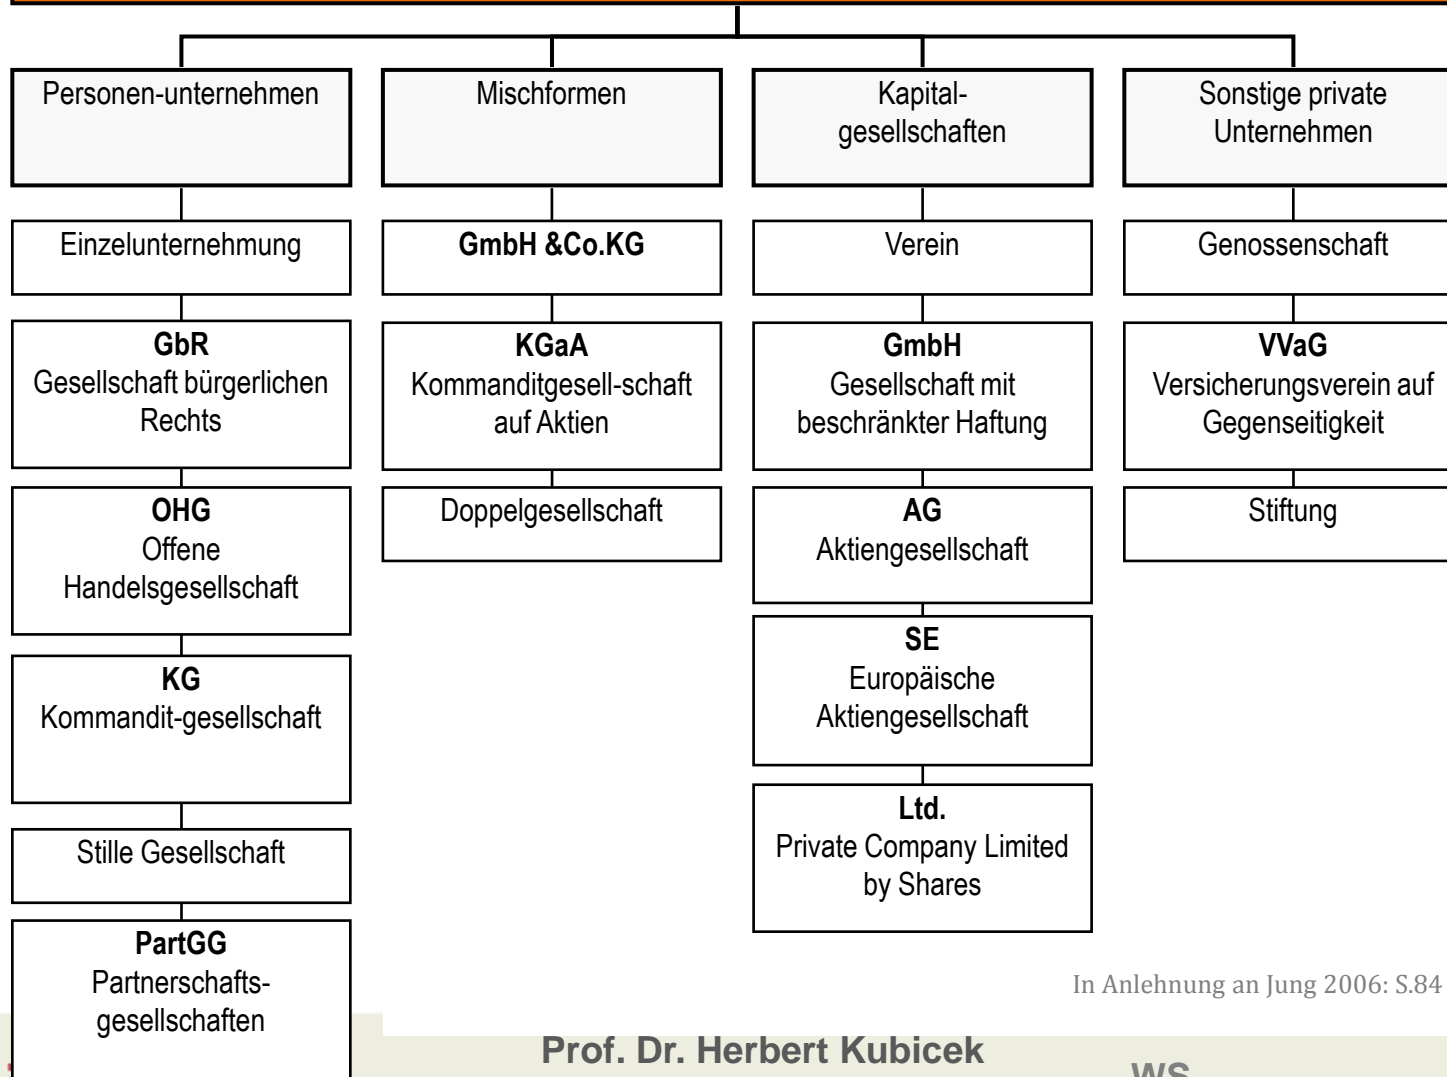 Personen-unternehmen
Einzelunternehmung
GbR
Gesellschaft bürgerlichen
Rechts
OHG
Offene
Handelsgesellschaft
KG
Kommandit-gesellschaft
Stille Gesellschaft
PartGG
Partnerschafts-
gesellschaften
Mischformen
GmbH &Co.KG
KGaA
Kommanditgesell-schaft
auf Aktien
Doppelgesellschaft
Kapital-
gesellschaften
Verein
GmbH
Gesellschaft mit
beschränkter Haftung
AG
Aktiengesellschaft
SE
Europäische
Aktiengesellschaft
Ltd.
Private Company Limited
by Shares
Sonstige private
Unternehmen
Genossenschaft
VVaG
Versicherungsverein auf
Gegenseitigkeit
Stiftung
In Anlehnung an Jung 2006: S.84
Prof. Dr. Herbert Kubicek
WS